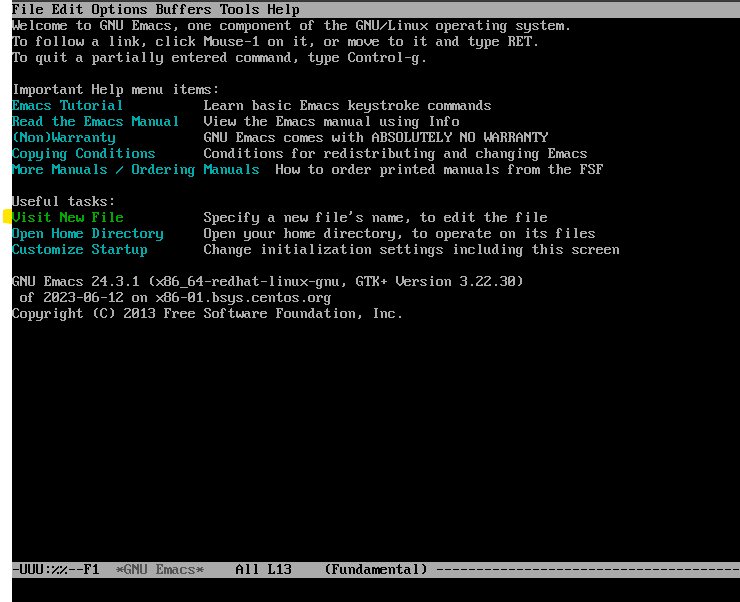 File Edit Options Buffers Tools Help
Welcome to GNU Emacs, one component of the GNU/Linux operating system.
To follow a link, click Mouse-1 on it, or move to it and type RET.
To quit a partially entered command, type Control-g.
Important Help menu items:
Emacs Tutorial Learn basic Emacs keystroke commands
Read the Emacs Manual View the Emacs manual using Info
(Non)Warranty GNU Emacs comes with ABSOLUTELY NO WARRANTY
Copying Conditions Conditions for redistributing and changing Emacs
More Manuals / Ordering Manuals How to order printed manuals from the FSF
Useful tasks:
Visit New File Specify a new file's name, to edit the file
Open Home Directory Open your home directory, to operate on its files
Customize Startup Change initialization settings including this screen
GNU Emacs 24.3.1 (x86_64-redhat-linux-gnu, GTK+ Version 3.22.30)
of 2023-06-12 on x86-01.bsys.centos.org
Copyright (C) 2013 Free Software Foundation, Inc.
-UUU:%%--F1 *GNU Emacs* All L13 (Fundamental) --------------------------------------